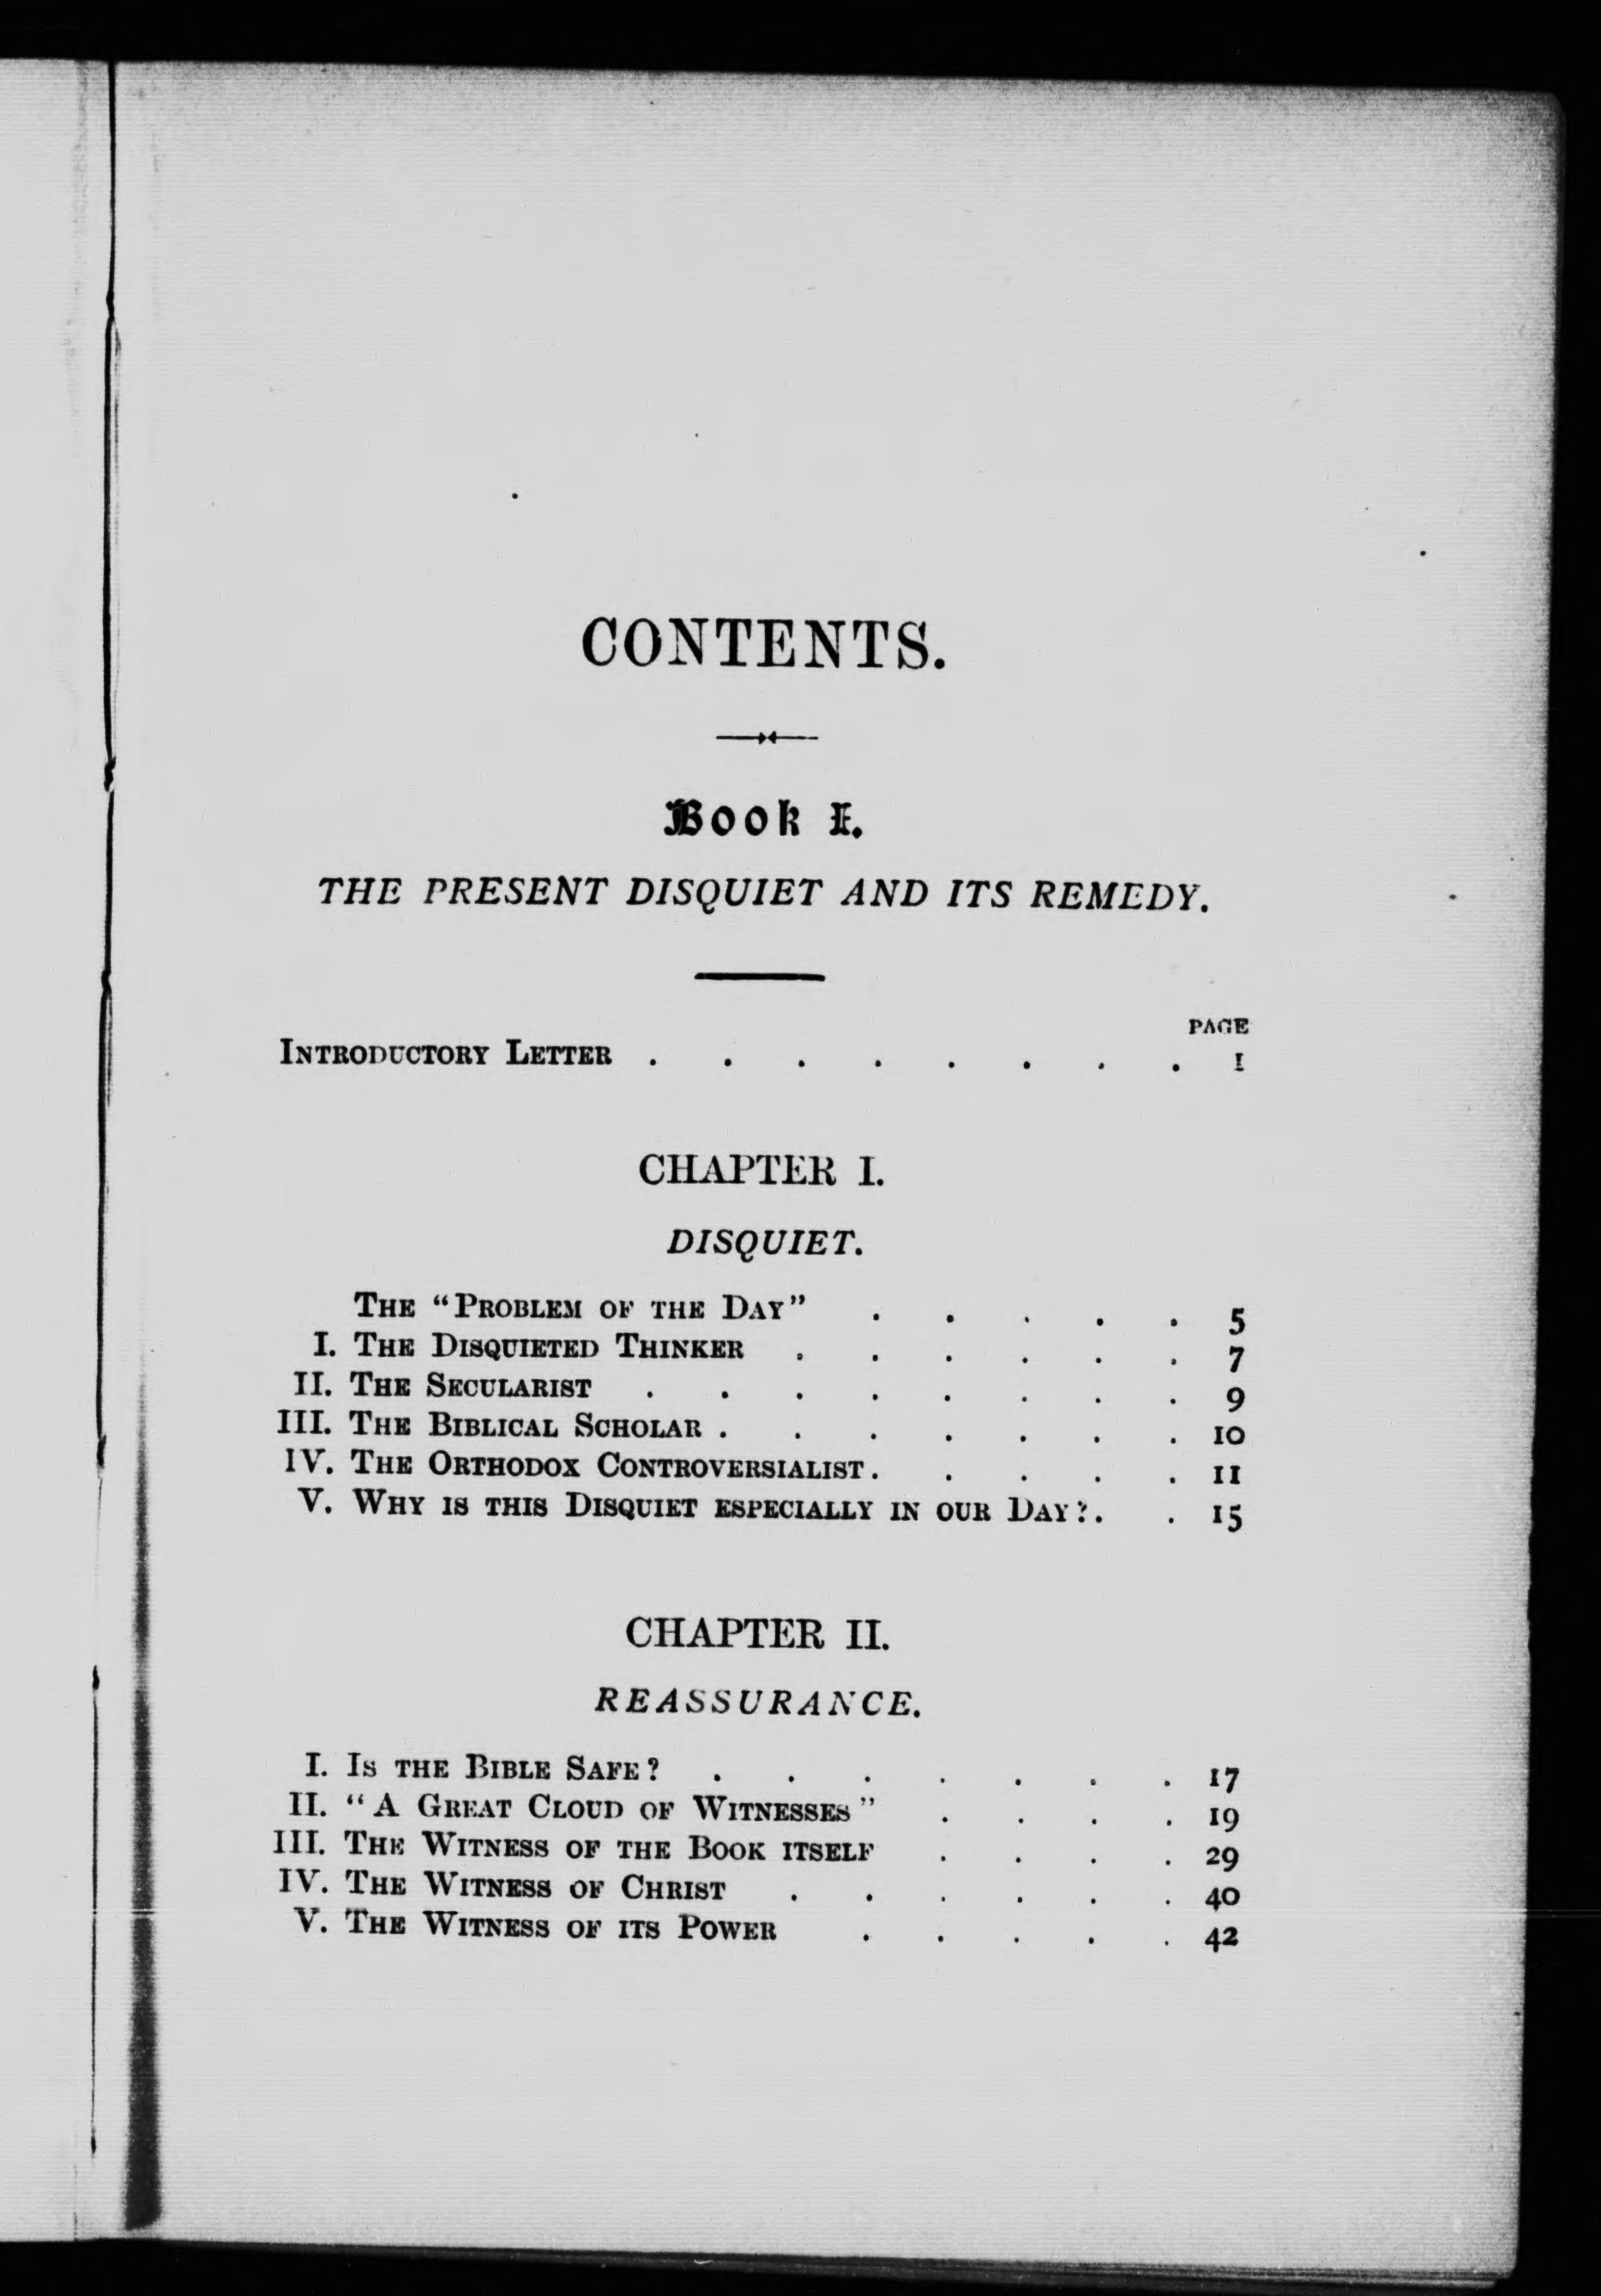 CONTENTS.
Book I.
THE PRESENT DISQUIET AND ITS REMEDY.
PAGE
INTRODUCTORY LETTER . . . . . . . . 1
CHAPTER I.
DISQUIET.
THE “PROBLEM OF THE DAY” . . . . . 5
I. THE DISQUIETED THINKER . . . . . . 7
II. THE SECULARIST . . . . . . . . 9
III. THE BIBLICAL SCHOLAR . . . . . . . 10
IV. THE ORTHODOX CONTROVERSIALIST . . . . . 11
V. WHY IS THIS DISQUIET ESPECIALLY IN OUR DAY? . . 15
CHAPTER II.
REASSURANCE.
I. IS THE BIBLE SAFE? . . . . . . . 17
II. “A GREAT CLOUD OF WITNESSES” . . . . 19
III. THE WITNESS OF THE BOOK ITSELF . . . . 29
IV. THE WITNESS OF CHRIST . . . . . . 40
V. THE WITNESS OF ITS POWER . . . . . 42